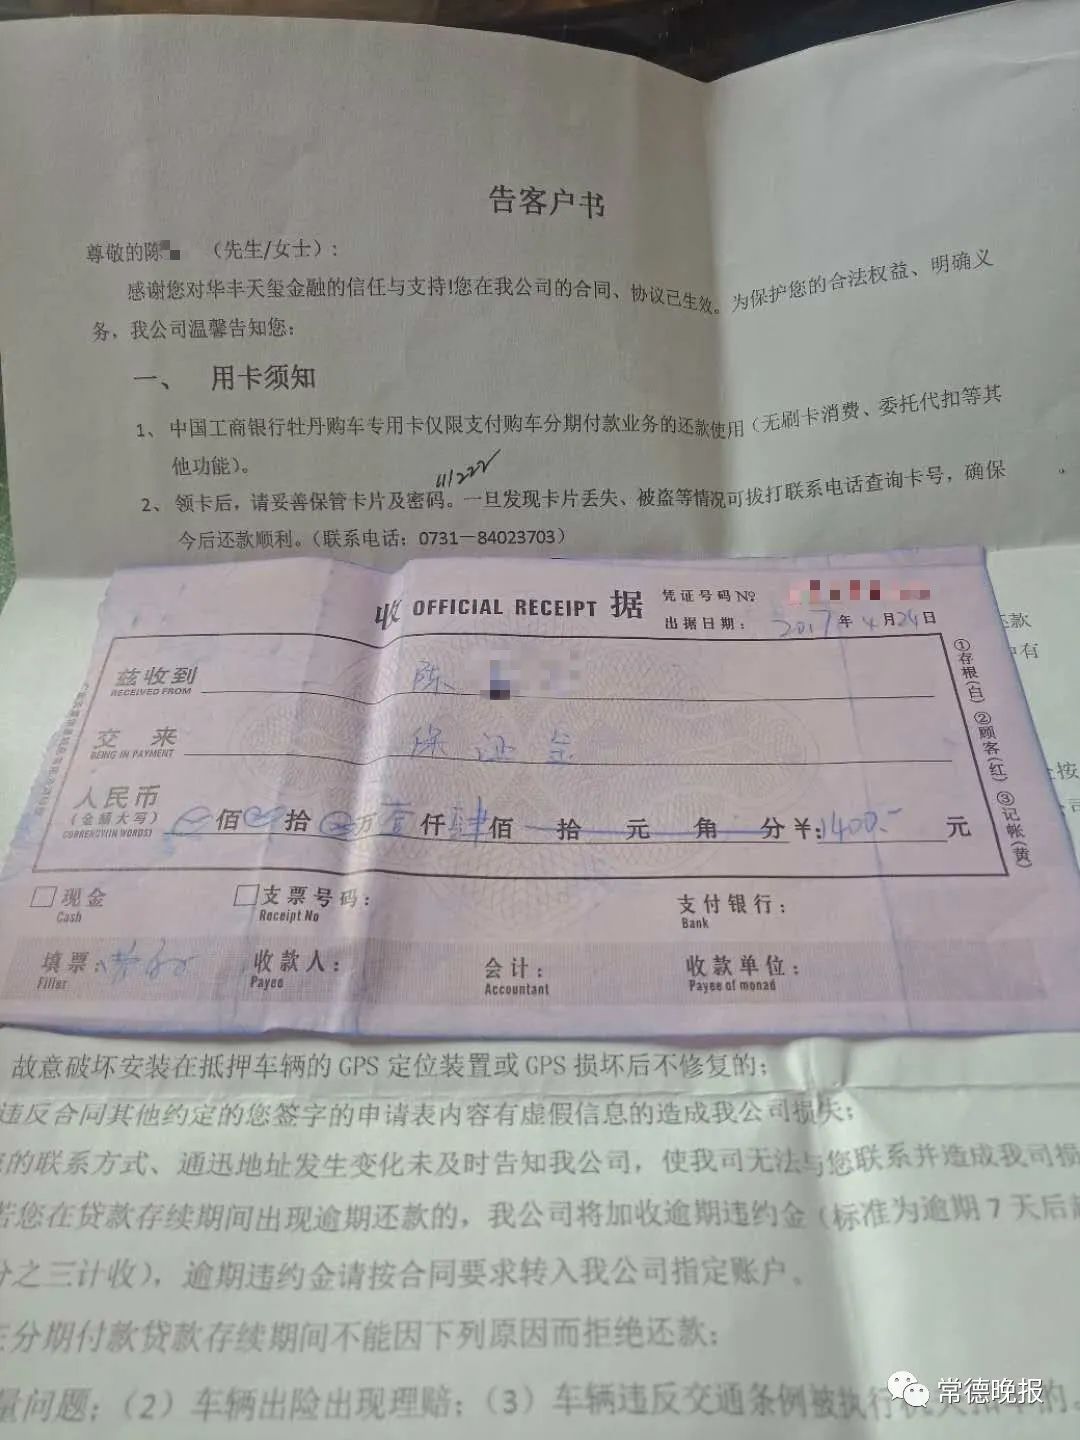 告客户书
尊敬的陈 （先生/女士）:
感谢您对华丰天玺金融的信任与支持!您在我公司的合同、协议已生效。为保护您的合法权益、明确义
务，我公司温馨告知您:
一、 用卡须知
1、 中国工商银行牡丹购车专用卡仅限支付购车分期付款业务的还款使用（无刷卡消费、委托代扣等其
他功能）。
111222
2、 领卡后，请妥善保管卡片及密码。一旦发现卡片丢失、被盗等情况可拔打联系电话查询卡号，确保
今后还款顺利。（联系电话: 0731－84023703）
还款
中有
收 OFFICIAL RECEIPT 据
凭证号码 №
出据日期: 2017年4月24日
兹收到 陈
RECEIVED FROM
交 来 保证金
BEING IN PAYMENT
人民币
(金额大写)
CURRENCY(IN WORDS)
佰 拾 万壹仟肆佰 拾 元 角 分 ¥:1400.- 元
①存根(白) ②顾客(红) ③记帐(黄)
现金
Cash
支票号码:
Receipt No
支付银行:
Bank
填票:
Filler
收款人:
Payee
会计:
Accountant
收款单位:
Payee of monad
故意破坏安装在抵押车辆的 GPS 定位装置或 GPS 损坏后不修复的;
违反合同其他约定的您签字的申请表内容有虚假信息的造成我公司损失;
的联系方式、通迅地址发生变化未及时告知我公司，使我司无法与您联系并造成我司损
若您在贷款存续期间出现逾期还款的，我公司将加收逾期违约金（标准为逾期 7 天后
分之三计收），逾期违约金请按合同要求转入我公司指定账户。
分期付款贷款存续期间不能因下列原因而拒绝还款:
量问题;（2）车辆出险出现理赔;（3）车辆违反交通条例被执行
常德晚报